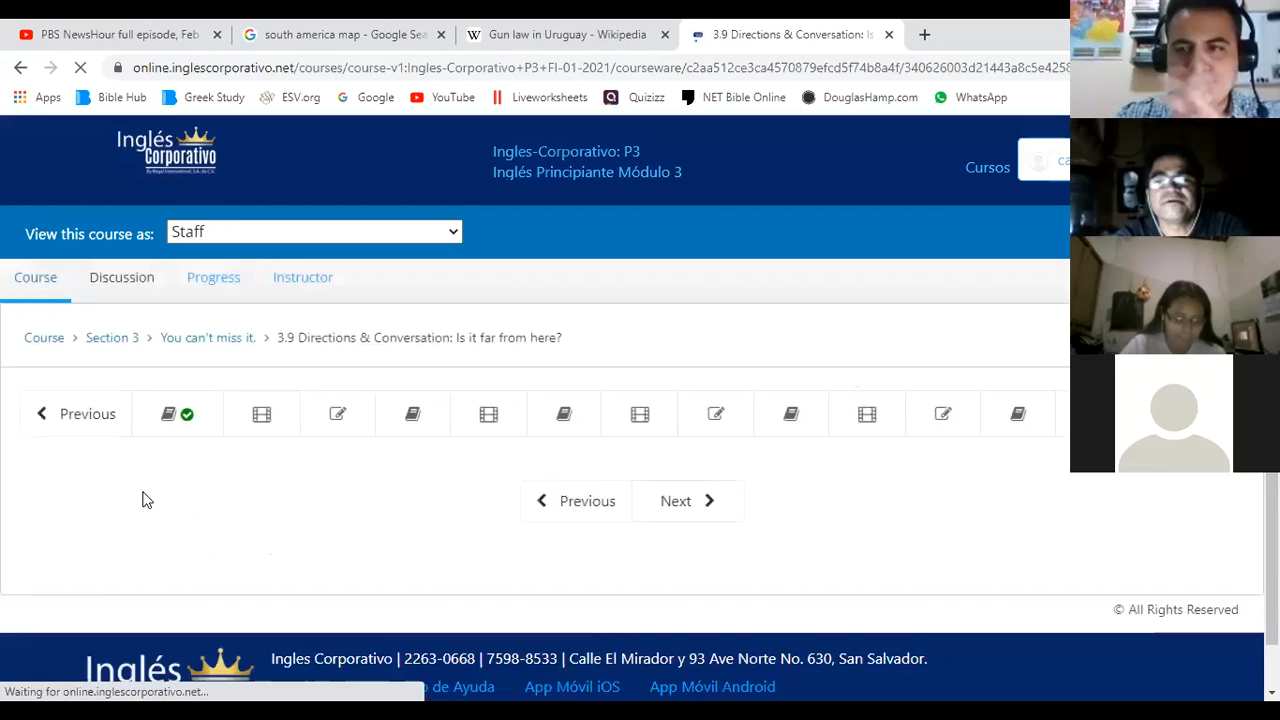 PBS NewsHour full episode, Feb
south america map - Google Sea
Gun law in Uruguay - Wikipedia
3.9 Directions & Conversation: Is
online.inglescorporativo.net/courses/course-v1:Ingles-Corporativo+P3+FI-01-2021/courseware/c2aa512ce3ca4570879efcd5f74b8a4f/340626003d21443a8c5e4258
Apps
Bible Hub
Greek Study
ESV.org
Google
YouTube
Liveworksheets
Quizizz
NET Bible Online
DouglasHamp.com
WhatsApp
Inglés
Corporativo
Ingles-Corporativo: P3
Inglés Principiante Módulo 3
Cursos
ca
View this course as:
Staff
Course
Discussion
Progress
Instructor
Course > Section 3 > You can't miss it. > 3.9 Directions & Conversation: Is it far from here?
Previous
Previous
Next
© All Rights Reserved
Inglés
Ingles Corporativo | 2263-0668 | 7598-8533 | Calle El Mirador y 93 Ave Norte No. 630, San Salvador.
o de Ayuda
App Móvil iOS
App Móvil Android
Waiting for online.inglescorporativo.net...